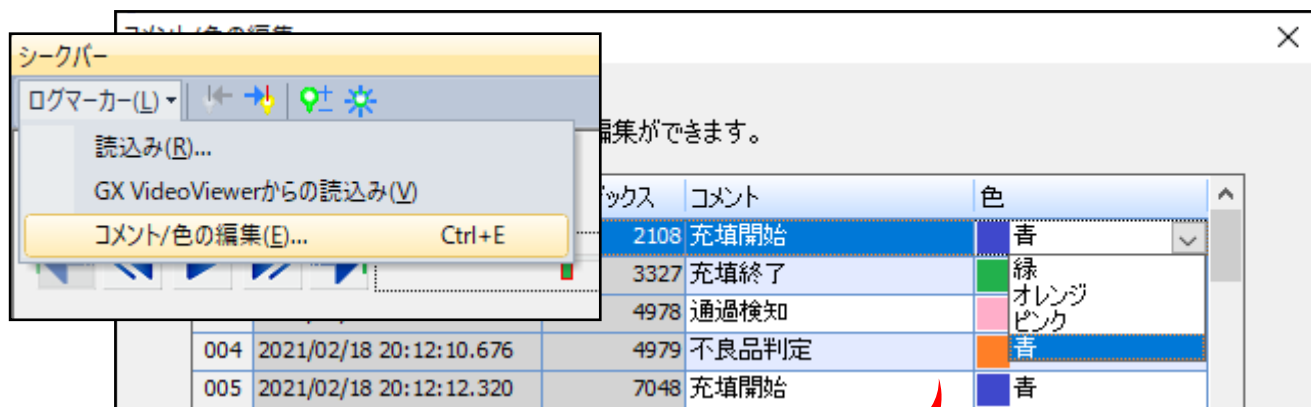 シークバー
ログマーカー(L)
読込み(R)...
GX VideoViewerからの読込み(V)
コメント/色の編集(E)... Ctrl+E
編集ができます。
ックス コメント 色
2108 充填開始 青
3327 充填終了 緑
オレンジ
4978 通過検知 ピンク
004 2021/02/18 20:12:10.676 4979 不良品判定 青
005 2021/02/18 20:12:12.320 7048 充填開始 青